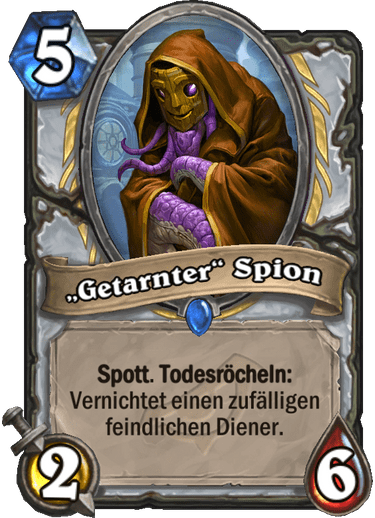 5
„Getarnter“ Spion
Spott. Todesröcheln:
Vernichtet einen zufälligen
feindlichen Diener.
2
6